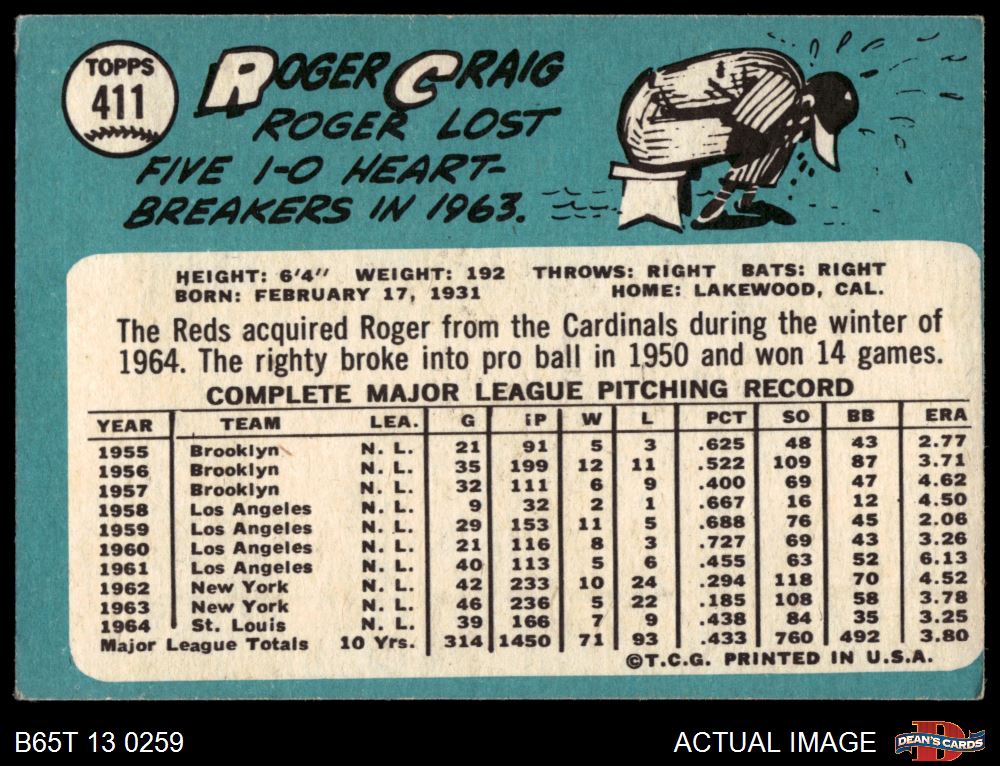 TOPPS
411
ROGER CRAIG
ROGER LOST
FIVE 1-0 HEART-
BREAKERS IN 1963.
HEIGHT: 6'4" WEIGHT: 192 THROWS: RIGHT BATS: RIGHT
BORN: FEBRUARY 17, 1931 HOME: LAKEWOOD, CAL.
The Reds acquired Roger from the Cardinals during the winter of
1964. The righty broke into pro ball in 1950 and won 14 games.
COMPLETE MAJOR LEAGUE PITCHING RECORD
YEAR TEAM LEA. G IP W L PCT SO BB ERA
1955 Brooklyn N. L. 21 91 5 3 .625 48 43 2.77
1956 Brooklyn N. L. 35 199 12 11 .522 109 87 3.71
1957 Brooklyn N. L. 32 111 6 9 .400 69 47 4.62
1958 Los Angeles N. L. 9 32 2 1 .667 16 12 4.50
1959 Los Angeles N. L. 29 153 11 5 .688 76 45 2.06
1960 Los Angeles N. L. 21 116 8 3 .727 69 43 3.26
1961 Los Angeles N. L. 40 113 5 6 .455 63 52 6.13
1962 New York N. L. 42 233 10 24 .294 118 70 4.52
1963 New York N. L. 46 236 5 22 .185 108 58 3.78
1964 St. Louis N. L. 39 166 7 9 .438 84 35 3.25
Major League Totals 10 Yrs. 314 1450 71 93 .433 760 492 3.80
©T.C.G. PRINTED IN U.S.A.
B65T 13 0259 ACTUAL IMAGE
DEAN'S CARDS